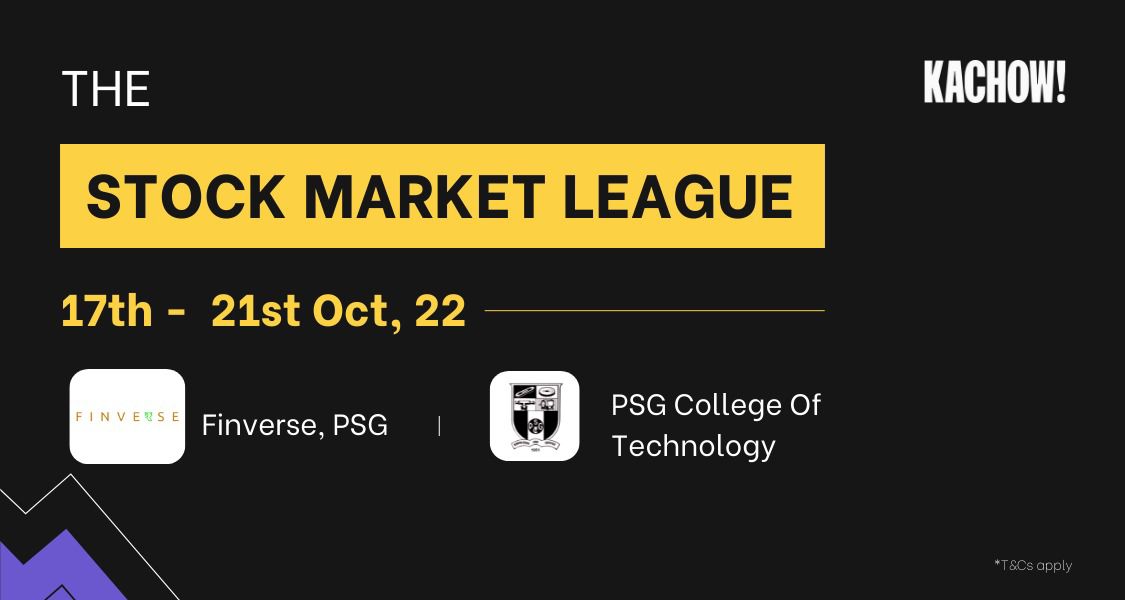 THE
KACHOW!
STOCK MARKET LEAGUE
17th - 21st Oct, 22
FINVERSE
Finverse, PSG
PSG College Of
Technology
*T&Cs apply